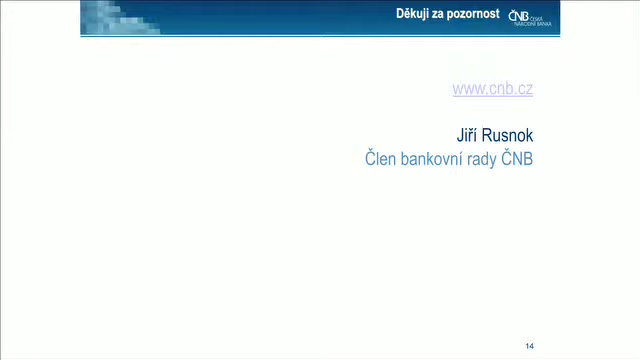 Děkuji za pozornost
ČNB ČESKÁ
NÁRODNÍ BANKA
www.cnb.cz
Jiří Rusnok
Člen bankovní rady ČNB
14